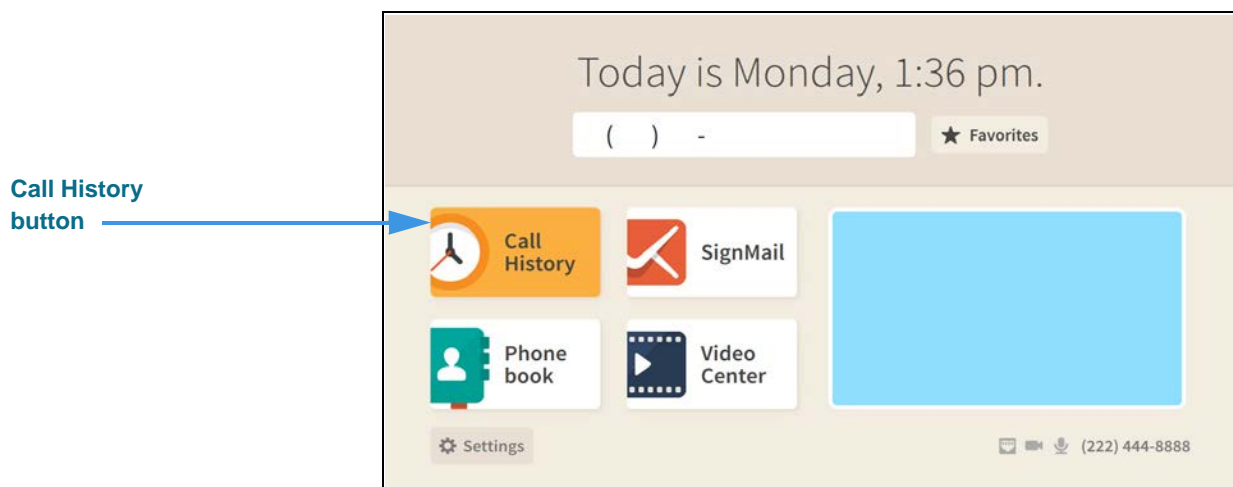 Today is Monday, 1:36 pm.
( ) -
Favorites
Call History
button
Call
History
SignMail
Phone
book
Video
Center
Settings
(222) 444-8888